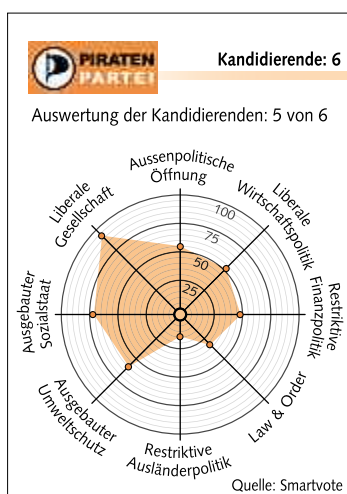 PIRATEN
PARTEI
Kandidierende: 6
Auswertung der Kandidierenden: 5 von 6
Aussenpolitische
Öffnung
Liberale
Wirtschaftspolitik
Restriktive
Finanzpolitik
Law & Order
Restriktive
Ausländerpolitik
Ausgebauter
Umweltschutz
Ausgebauter
Sozialstaat
Liberale
Gesellschaft
100
75
50
25
Quelle: Smartvote